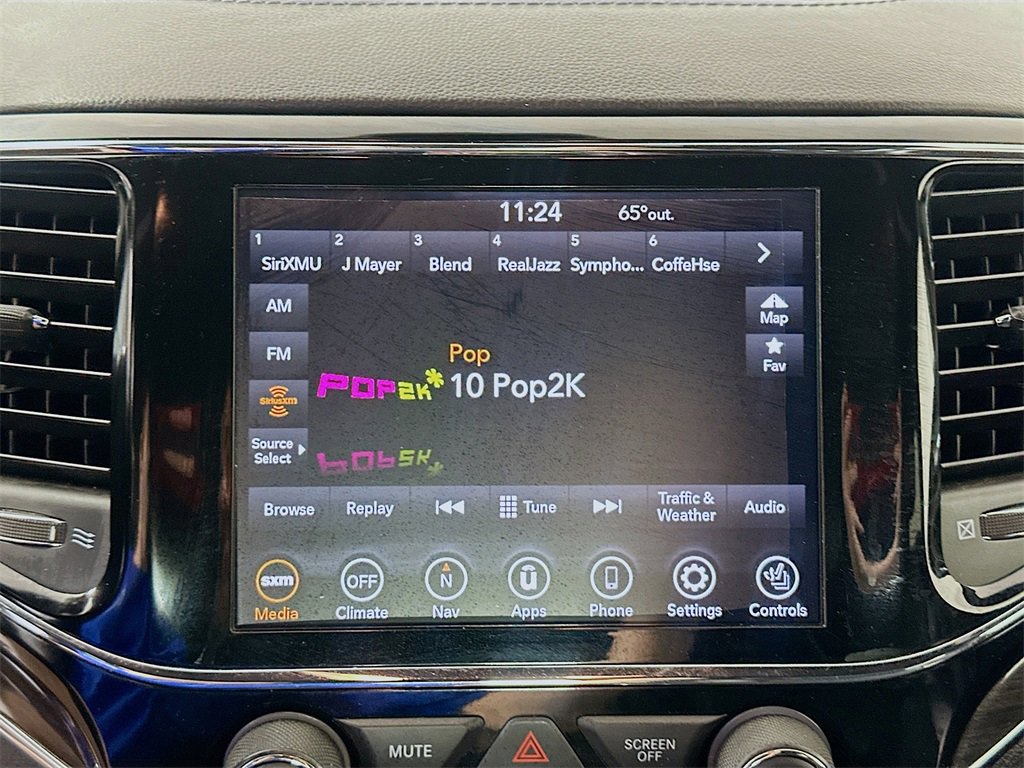 11:24
65°out.
1 SiriXMU
2 J Mayer
3 Blend
4 RealJazz
5 Sympho...
6 CoffeHse
AM
FM
SiriusXM
Source
Select
Map
Fav
Pop
POP2K*
10 Pop2K
Browse
Replay
Tune
Traffic &
Weather
Audio
sxm
Media
OFF
Climate
N
Nav
Apps
Phone
Settings
Controls
MUTE
SCREEN
OFF